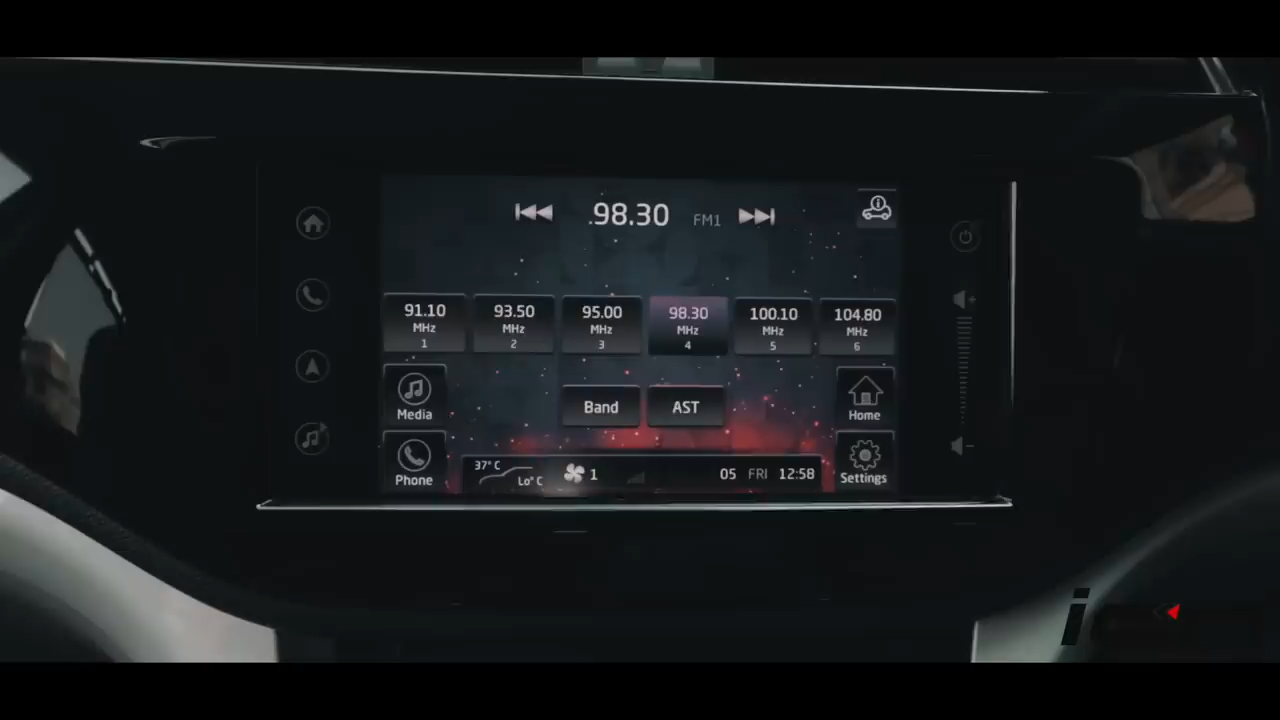 98.30 FM1
91.10 MHz 1
93.50 MHz 2
95.00 MHz 3
98.30 MHz 4
100.10 MHz 5
104.80 MHz 6
Media
Band
AST
Home
Phone
37° C
Lo° C
1
05 FRI 12:58
Settings
i